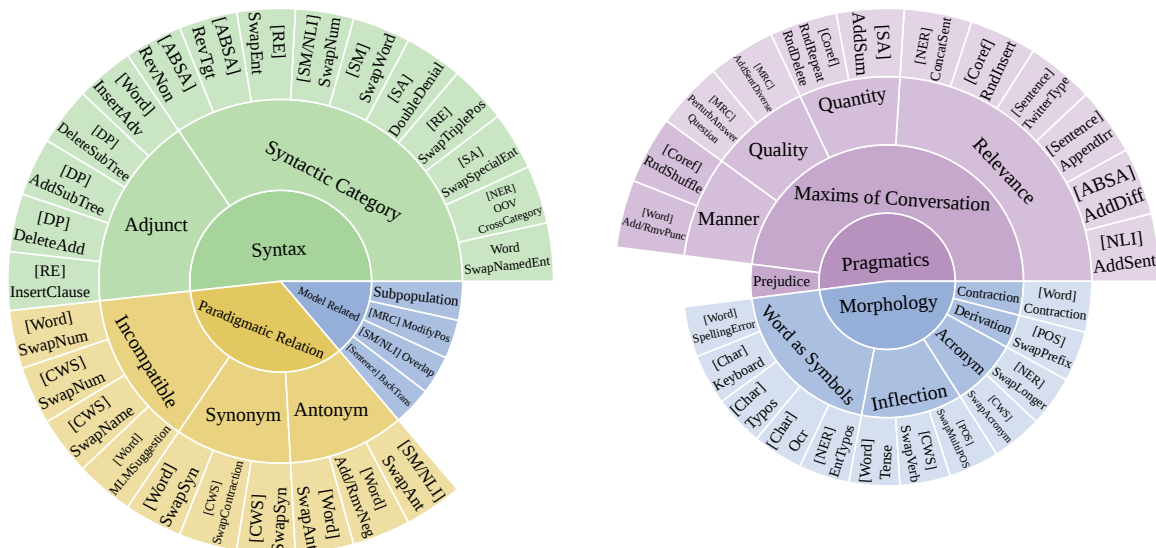 Syntax
Syntactic Category
Adjunct
[RE]
InsertClause
[DP]
DeleteAdd
[DP]
AddSubTree
[DP]
DeleteSubTree
[Word]
InsertAdv
[ABSA]
RevNon
[ABSA]
RevTgt
[RE]
SwapEnt
[SM/NLI]
SwapNum
[SM]
SwapWord
[SA]
DoubleDenial
[RE]
SwapTriplePos
[SA]
SwapSpecialEnt
[NER]
OOV
CrossCategory
Word
SwapNamedEnt
Model Related
Subpopulation
[MRC] ModifyPos
[SM/NLI] Overlap
[Sentence] BackTrans
Paradigmatic Relation
Incompatible
Synonym
Antonym
[Word]
SwapNum
[CWS]
SwapNum
[CWS]
SwapName
[Word]
MLMSuggestion
[Word]
SwapSyn
[CWS]
SwapContraction
[CWS]
SwapSyn
[Word]
SwapAnt
[Word]
Add/RmvNeg
[SM/NLI]
SwapAnt
Pragmatics
Maxims of Conversation
Prejudice
Manner
Quality
Quantity
Relevance
[Word]
Add/RmvPunc
[Coref]
RndShuffle
[MRC]
PerturbAnswer
Question
[MRC]
AddSentDiverse
[Coref]
RndRepeat
RndDelete
[SA]
AddSum
[NER]
ConcatSent
[Coref]
RndInsert
[Sentence]
TwitterType
[Sentence]
AppendIrr
[ABSA]
AddDiff
[NLI]
AddSent
Morphology
Contraction
Derivation
Acronym
Inflection
Word as Symbols
[Word]
Contraction
[POS]
SwapPrefix
[NER]
SwapLonger
[CWS]
SwapAcronym
[POS]
SwapMultiPOS
[CWS]
SwapVerb
[Word]
Tense
[NER]
EntTypos
[Char]
Ocr
[Char]
Typos
[Char]
Keyboard
[Word]
SpellingError